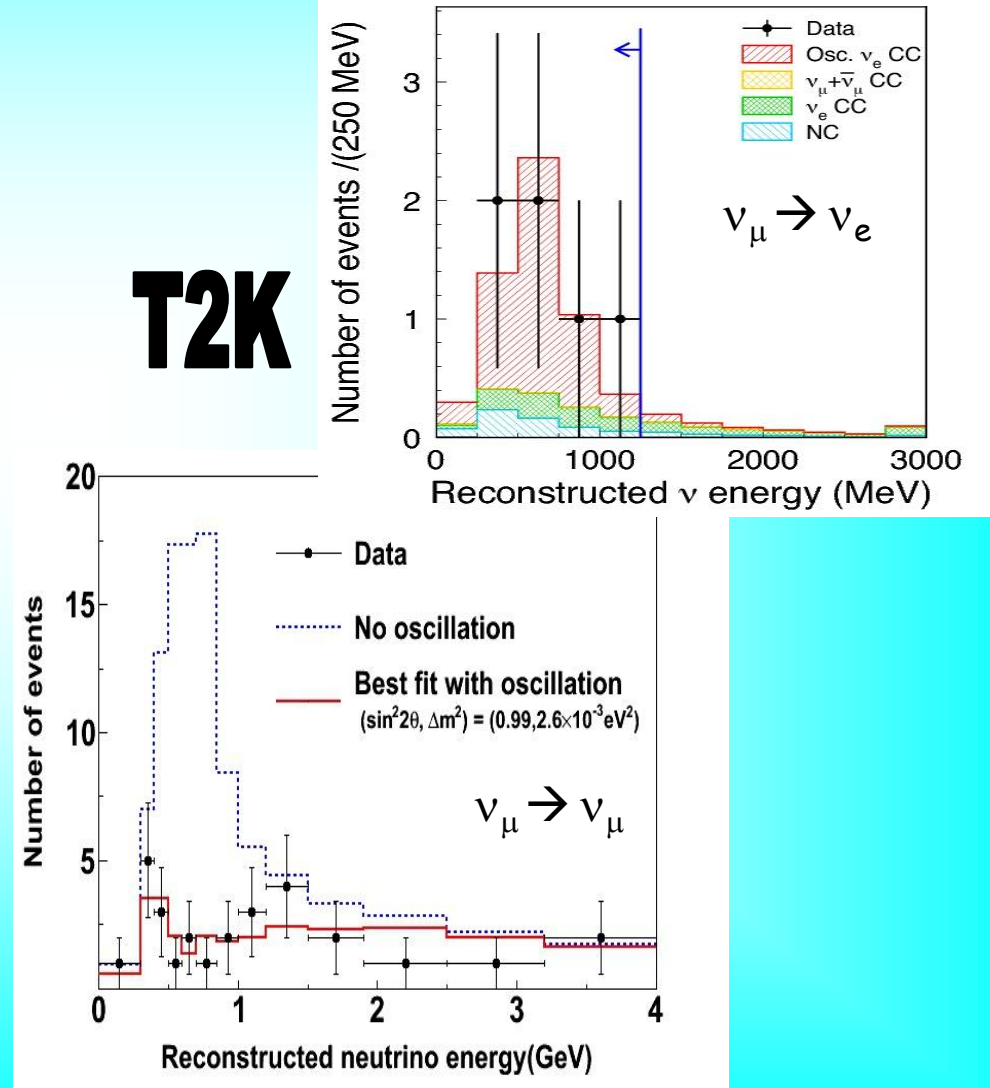 Number of events /(250 MeV)
3
2
1
0
Data
Osc. νe CC
νμ+ν̄μ CC
νe CC
NC
νμ → νe
0 1000 2000 3000
Reconstructed ν energy (MeV)
T2K
Number of events
20
15
10
5
Data
No oscillation
Best fit with oscillation
(sin²2θ, Δm²) = (0.99,2.6×10⁻³eV²)
νμ → νμ
0 1 2 3 4
Reconstructed neutrino energy(GeV)